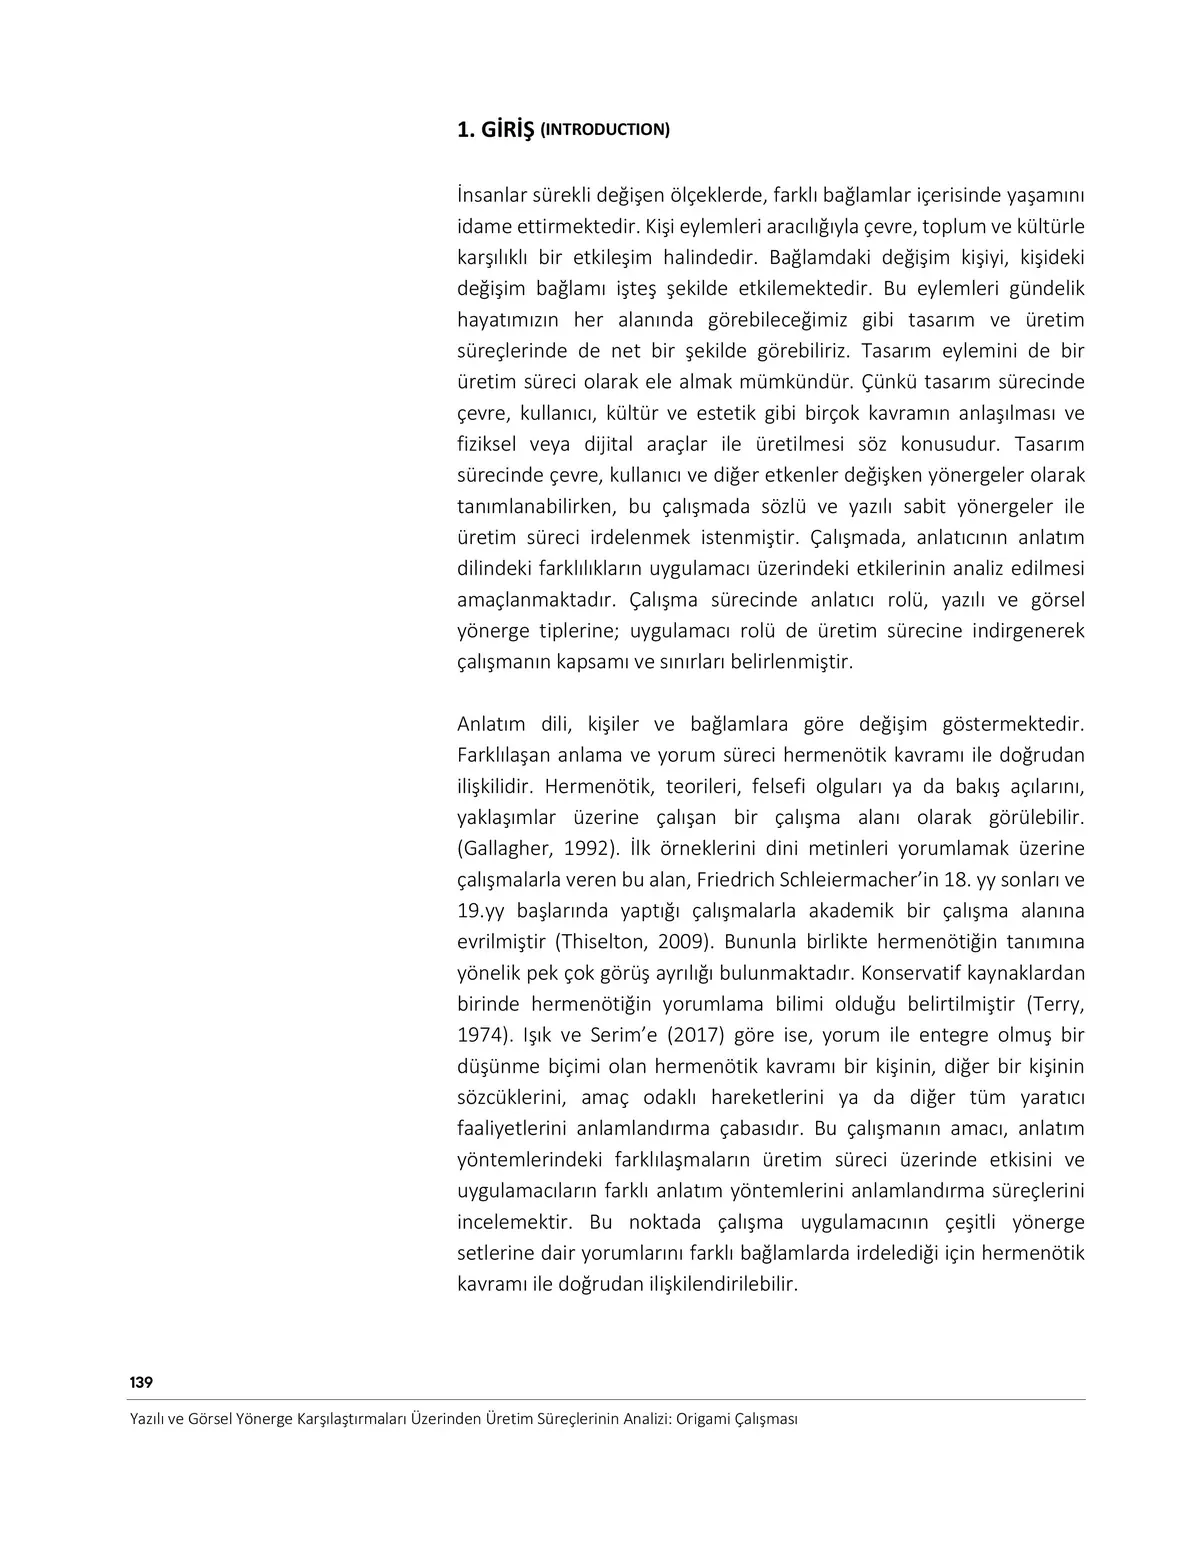 1. GİRİŞ (INTRODUCTION)
İnsanlar sürekli değişen ölçeklerde, farklı bağlamlar içerisinde yaşamını
idame ettirmektedir. Kişi eylemleri aracılığıyla çevre, toplum ve kültürle
karşılıklı bir etkileşim halindedir. Bağlamdaki değişim kişiyi, kişideki
değişim bağlamı işteş şekilde etkilemektedir. Bu eylemleri gündelik
hayatımızın her alanında görebileceğimiz gibi tasarım ve üretim
süreçlerinde de net bir şekilde görebiliriz. Tasarım eylemini de bir
üretim süreci olarak ele almak mümkündür. Çünkü tasarım sürecinde
çevre, kullanıcı, kültür ve estetik gibi birçok kavramın anlaşılması ve
fiziksel veya dijital araçlar ile üretilmesi söz konusudur. Tasarım
sürecinde çevre, kullanıcı ve diğer etkenler değişken yönergeler olarak
tanımlanabilirken, bu çalışmada sözlü ve yazılı sabit yönergeler ile
üretim süreci irdelenmek istenmiştir. Çalışmada, anlatıcının anlatım
dilindeki farklılıkların uygulamacı üzerindeki etkilerinin analiz edilmesi
amaçlanmaktadır. Çalışma sürecinde anlatıcı rolü, yazılı ve görsel
yönerge tiplerine; uygulamacı rolü de üretim sürecine indirgenerek
çalışmanın kapsamı ve sınırları belirlenmiştir.
Anlatım dili, kişiler ve bağlamlara göre değişim göstermektedir.
Farklılaşan anlama ve yorum süreci hermenötik kavramı ile doğrudan
ilişkilidir. Hermenötik, teorileri, felsefi olguları ya da bakış açılarını,
yaklaşımlar üzerine çalışan bir çalışma alanı olarak görülebilir.
(Gallagher, 1992). İlk örneklerini dini metinleri yorumlamak üzerine
çalışmalarla veren bu alan, Friedrich Schleiermacher’in 18. yy sonları ve
19.yy başlarında yaptığı çalışmalarla akademik bir çalışma alanına
evrilmiştir (Thiselton, 2009). Bununla birlikte hermenötiğin tanımına
yönelik pek çok görüş ayrılığı bulunmaktadır. Konservatif kaynaklardan
birinde hermenötiğin yorumlama bilimi olduğu belirtilmiştir (Terry,
1974). Işık ve Serim’e (2017) göre ise, yorum ile entegre olmuş bir
düşünme biçimi olan hermenötik kavramı bir kişinin, diğer bir kişinin
sözcüklerini, amaç odaklı hareketlerini ya da diğer tüm yaratıcı
faaliyetlerini anlamlandırma çabasıdır. Bu çalışmanın amacı, anlatım
yöntemlerindeki farklılaşmaların üretim süreci üzerinde etkisini ve
uygulamacıların farklı anlatım yöntemlerini anlamlandırma süreçlerini
incelemektir. Bu noktada çalışma uygulamacının çeşitli yönerge
setlerine dair yorumlarını farklı bağlamlarda irdelediği için hermenötik
kavramı ile doğrudan ilişkilendirilebilir.
139
Yazılı ve Görsel Yönerge Karşılaştırmaları Üzerinden Üretim Süreçlerinin Analizi: Origami Çalışması